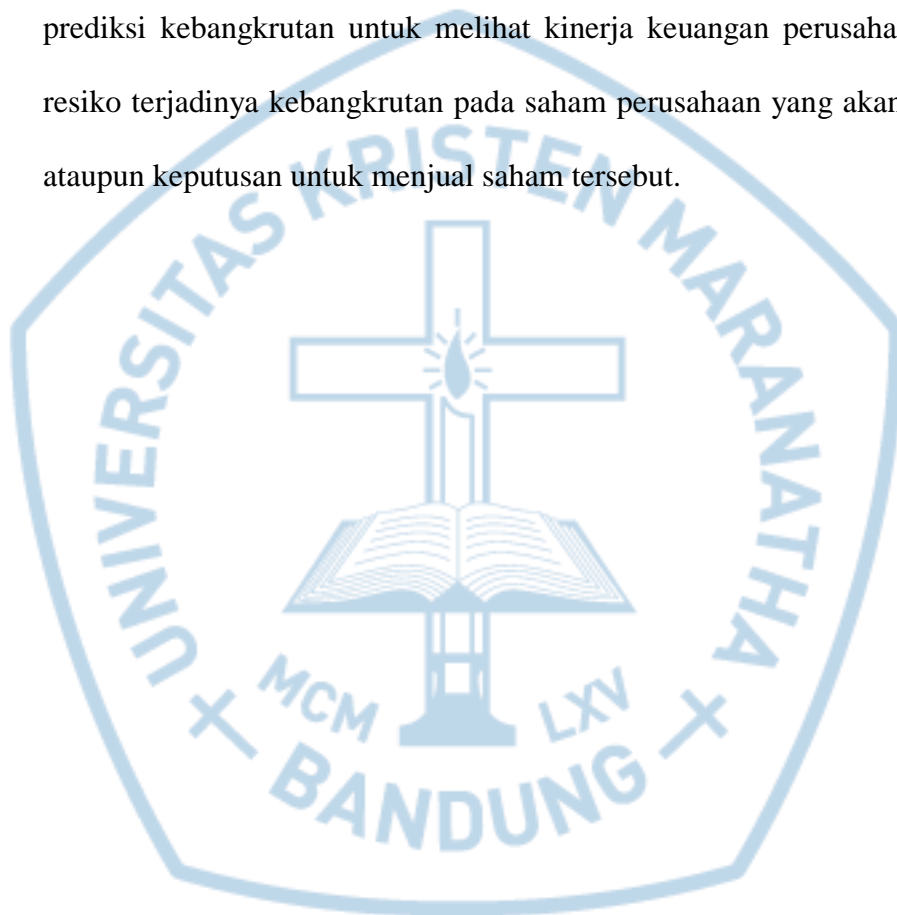 prediksi kebangkrutan untuk melihat kinerja keuangan
resiko terjadinya kebangkrutan pada saham perusahaan yang
ataupun keputusan untuk menjual saham tersebut.
UNIVERSITAS KRISTEN MARANATHA
MCM LXV
BANDUNG